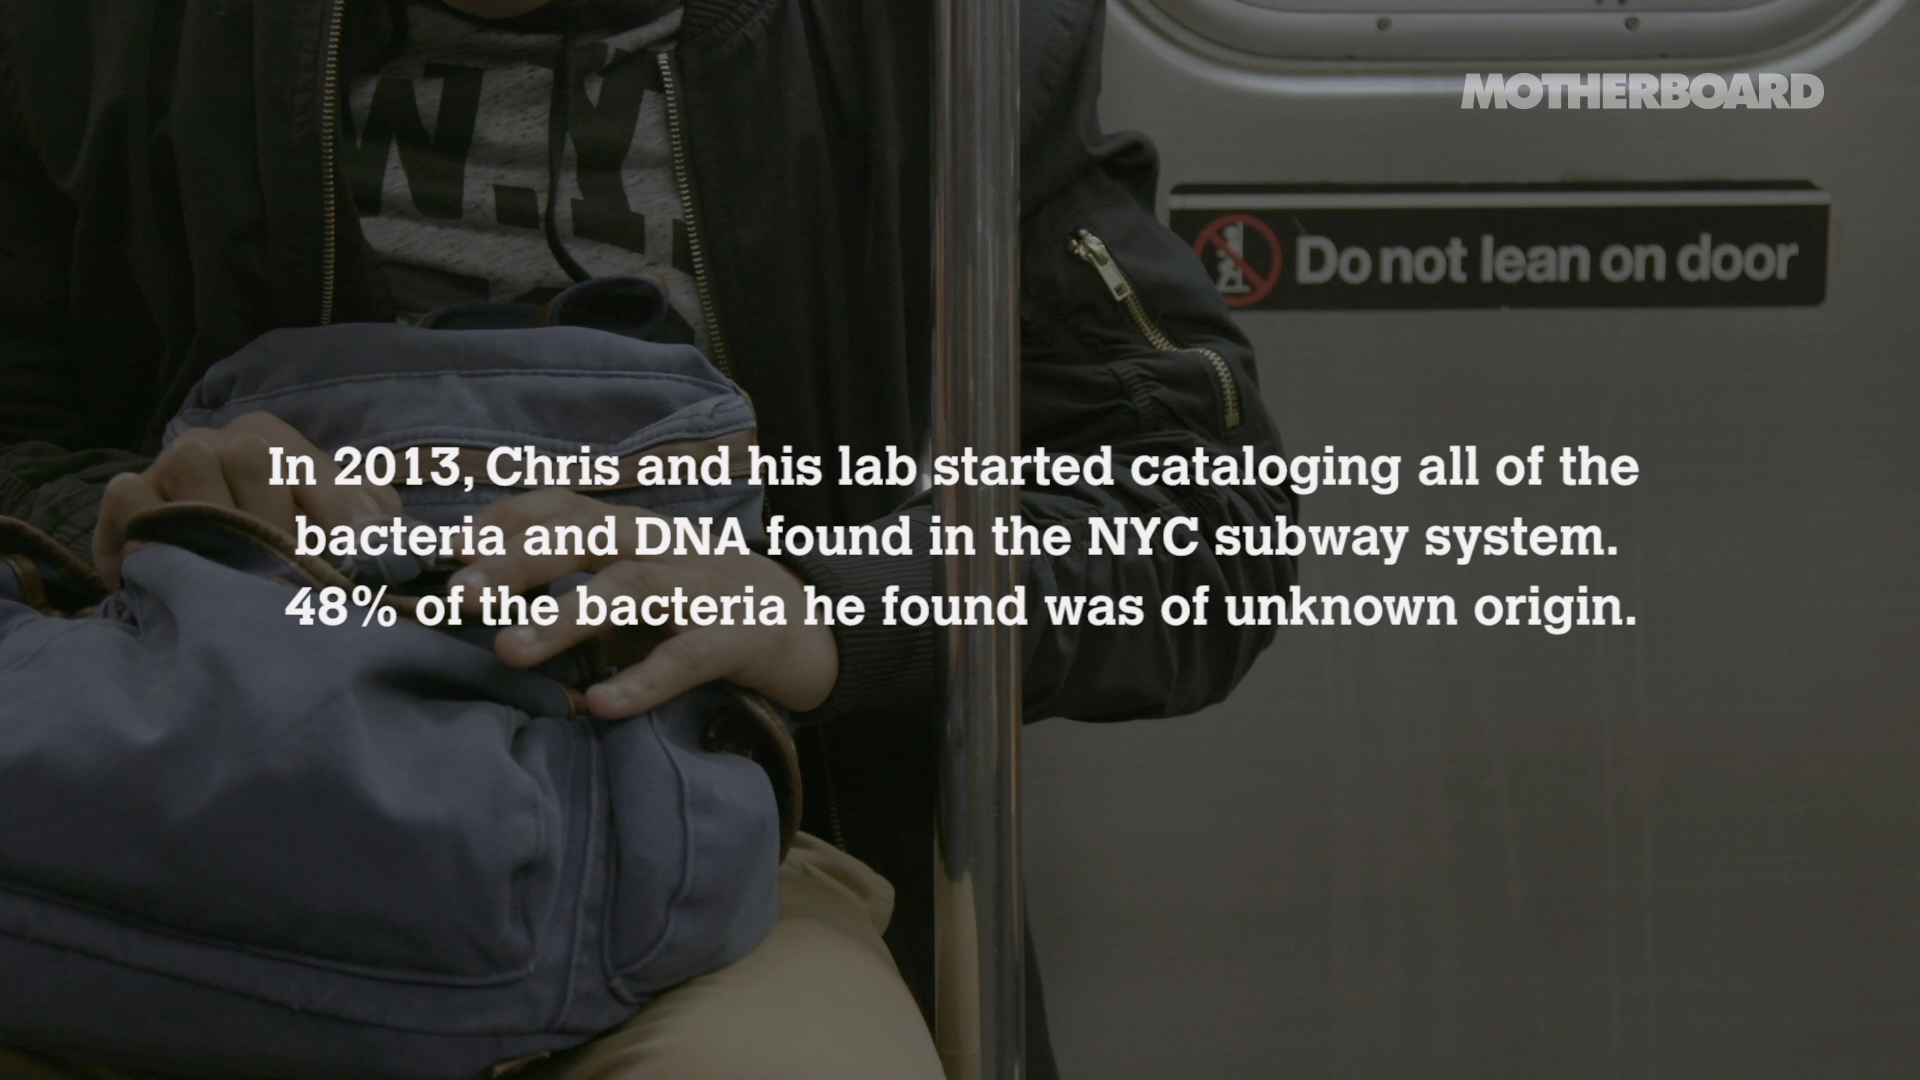 MOTHERBOARD
Do not lean on door
In 2013, Chris and his lab started cataloging all of the
bacteria and DNA found in the NYC subway system.
48% of the bacteria he found was of unknown origin.